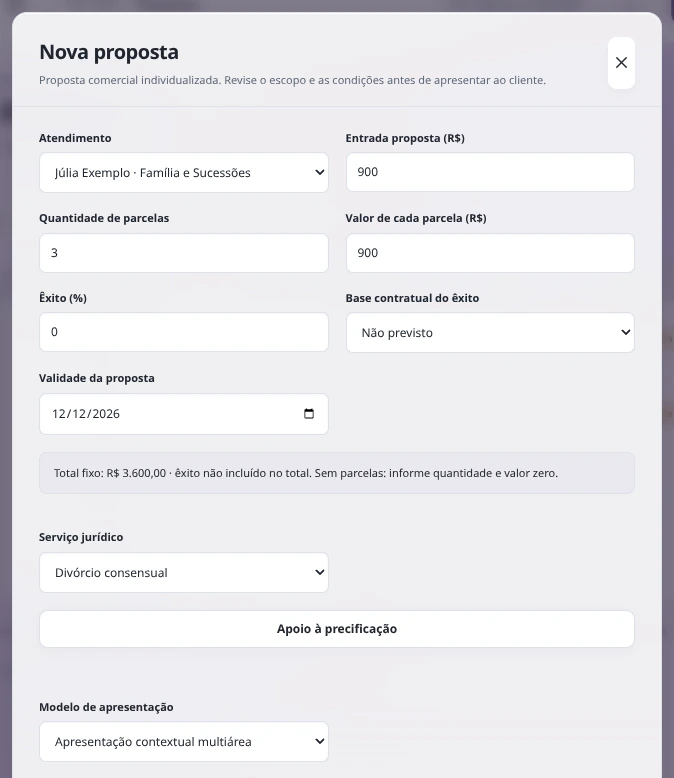 Nova proposta
Proposta comercial individualizada. Revise o escopo e as condições antes de apresentar ao cliente.
Atendimento
Entrada proposta (R$)
Júlia Exemplo · Família e Sucessões
900
Quantidade de parcelas
Valor de cada parcela (R$)
3
900
Êxito (%)
Base contratual do êxito
0
Não previsto
Validade da proposta
12/12/2026
Total fixo: R$ 3.600,00 · êxito não incluído no total. Sem parcelas: informe quantidade e valor zero.
Serviço jurídico
Divórcio consensual
Apoio à precificação
Modelo de apresentação
Apresentação contextual multiárea